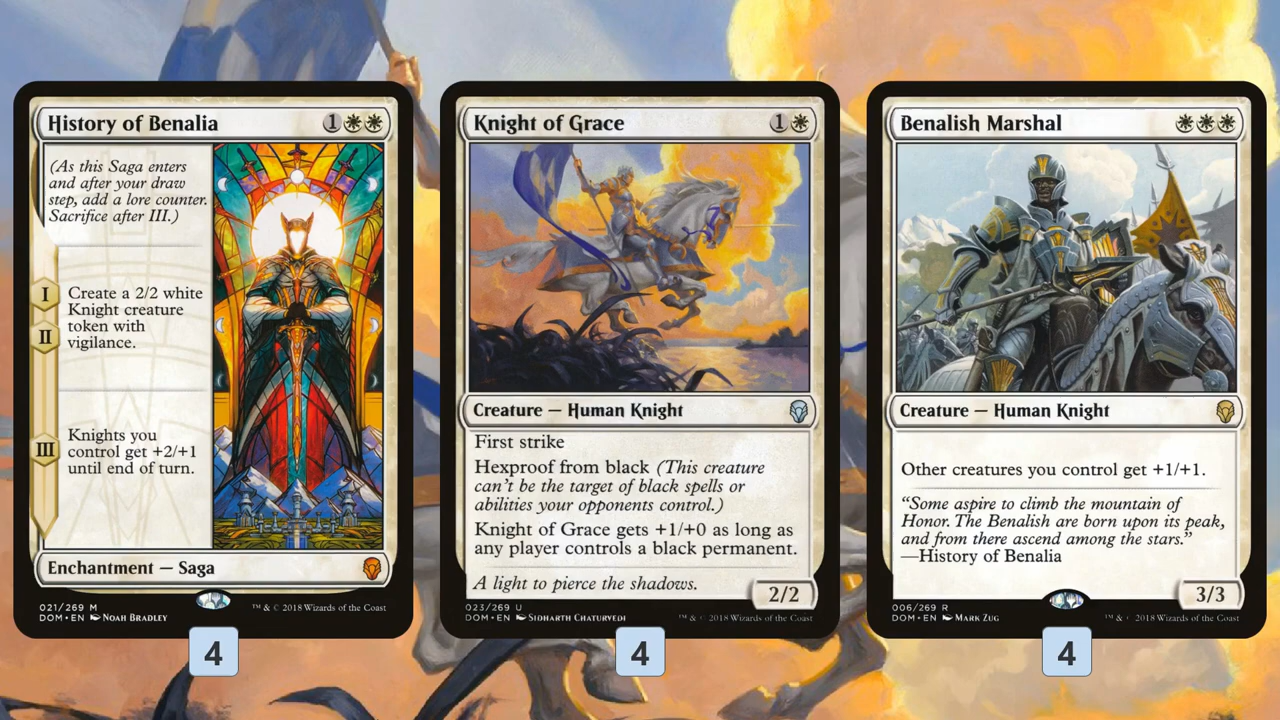 History of Benalia 1
(As this Saga enters
and after your draw
step, add a lore counter.
Sacrifice after III.)
I
II
Create a 2/2 white
Knight creature
token with
vigilance.
III
Knights you
control get +2/+1
until end of turn.
Enchantment — Saga
021/269 M
DOM • EN Noah Bradley
™ & © 2018 Wizards of the Coast
4
Knight of Grace 1
Creature — Human Knight
First strike
Hexproof from black (This creature
can't be the target of black spells or
abilities your opponents control.)
Knight of Grace gets +1/+0 as long as
any player controls a black permanent.
A light to pierce the shadows.
2/2
023/269 U
DOM • EN Sidharth Chaturvedi
™ & © 2018 Wizards of the Coast
4
Benalish Marshal
Creature — Human Knight
Other creatures you control get +1/+1.
“Some aspire to climb the mountain of
Honor. The Benalish are born upon its peak,
and from there ascend among the stars.”
—History of Benalia
3/3
006/269 R
DOM • EN Mark Zug
™ & © 2018 Wizards of the Coast
4